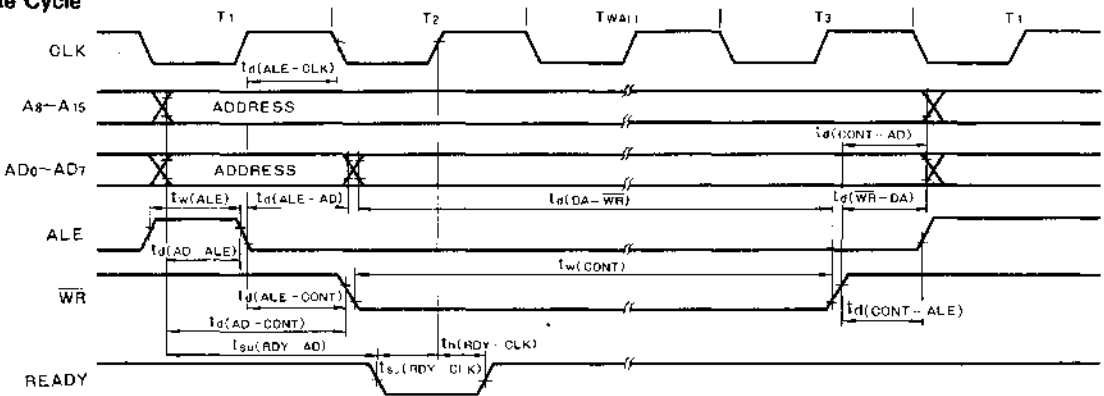 te Cycle
T1 T2 TWAIT T3 T1
CLK
td(ALE-CLK)
A8~A15 ADDRESS
td(CONT-AD)
AD0~AD7 ADDRESS
tw(ALE) td(ALE-AD) td(DA-WR) td(WR-DA)
ALE
td(AD-ALE) tw(CONT)
WR
td(ALE-CONT) td(CONT-ALE)
td(AD-CONT)
tsu(RDY-AD) th(RDY-CLK)
tsu(RDY-CLK)
READY